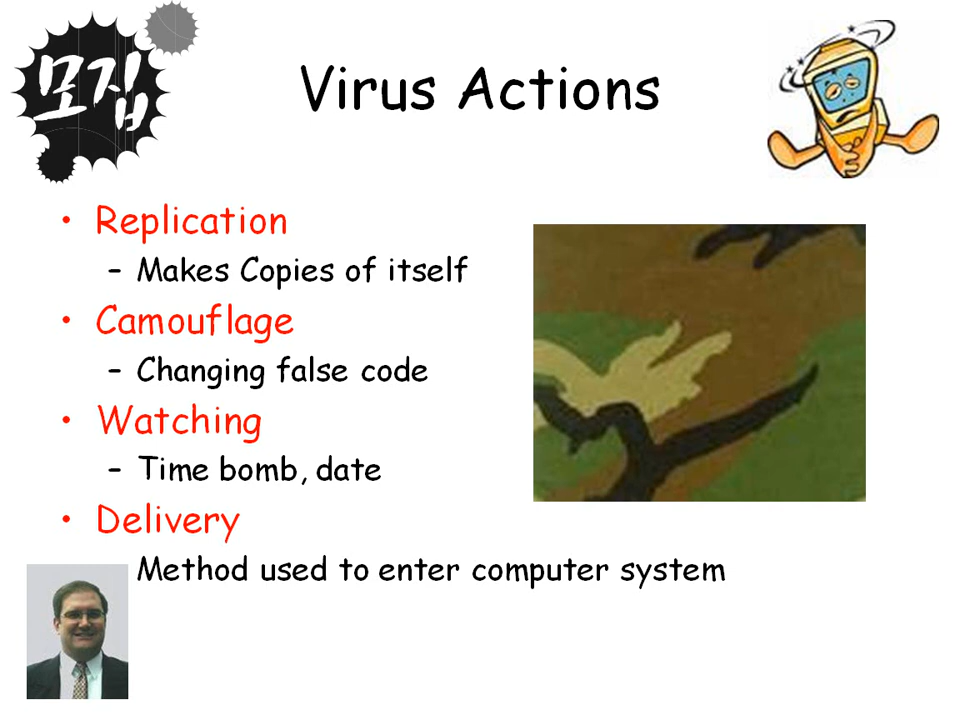 모집
Virus Actions
• Replication
– Makes Copies of itself
• Camouflage
– Changing false code
• Watching
– Time bomb, date
• Delivery
Method used to enter computer system